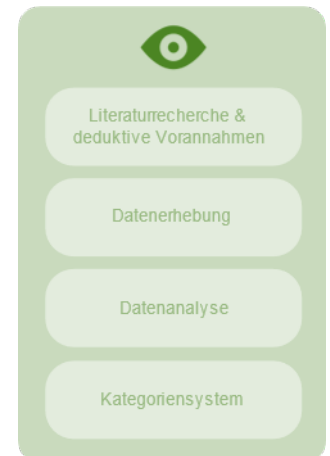 Literaturrecherche &
deduktive Vorannahmen
Datenerhebung
Datenanalyse
Kategoriensystem